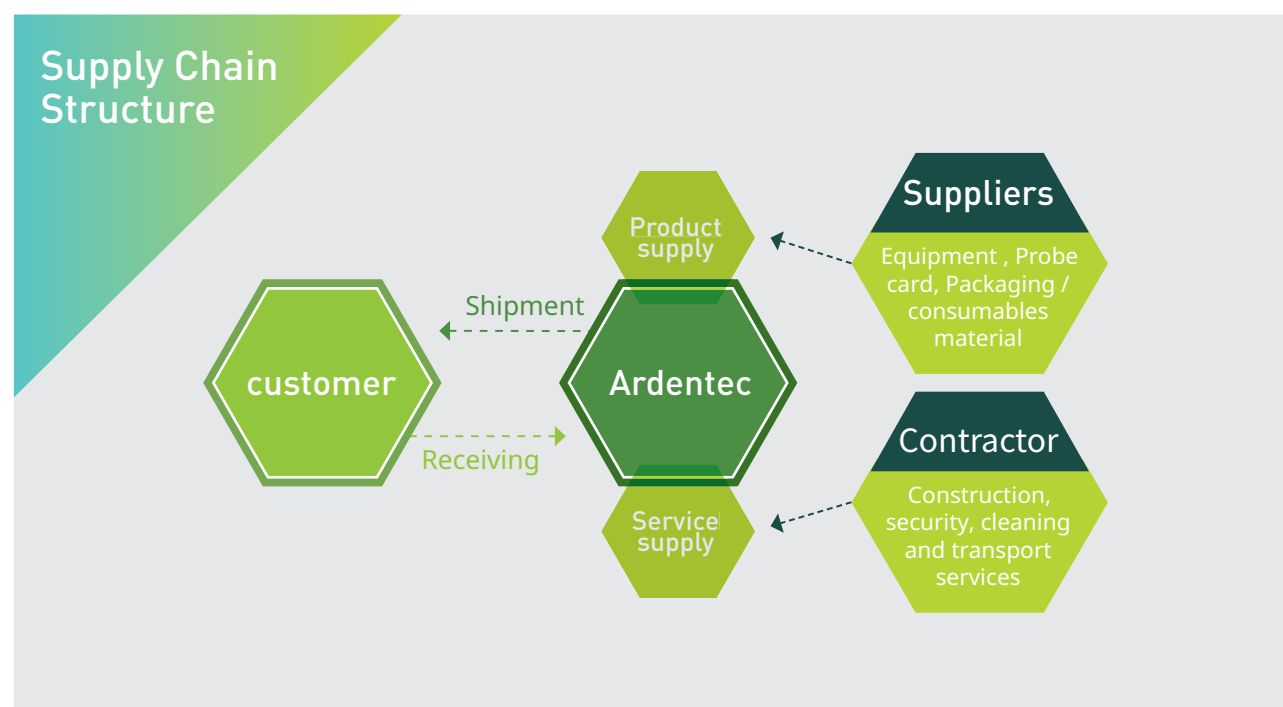 Supply Chain
Structure
Product
supply
Suppliers
Equipment , Probe
card, Packaging /
consumables
material
Shipment
customer
Ardentec
Receiving
Contractor
Construction,
security, cleaning
and transport
services
Service
supply